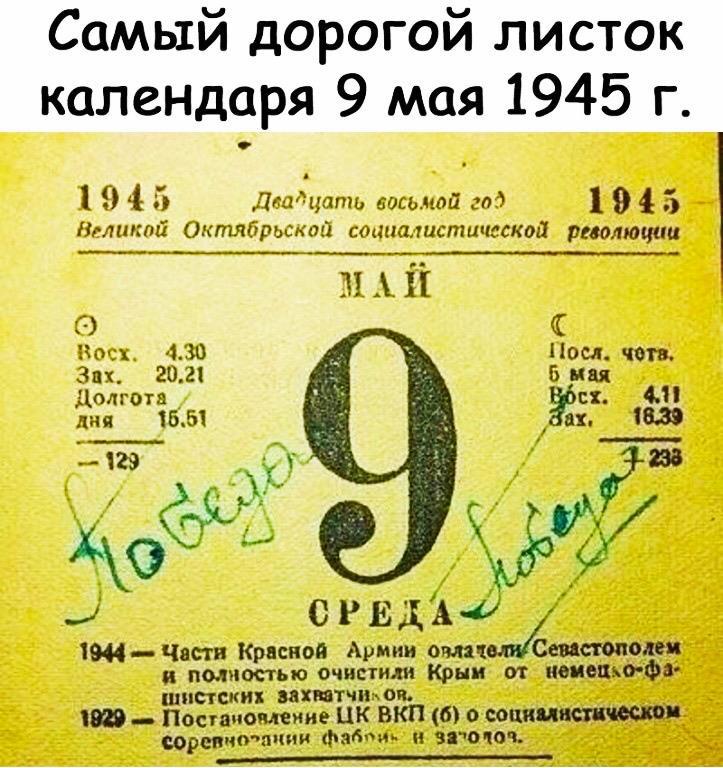 Самый дорогой листок
календаря 9 мая 1945 г.
1945 Двадцать восьмой год 1945
Великой Октябрьской социалистической революции
МАЙ
Восх. 4.30
Зах. 20.21
Долгота
дня 15.51
— 129
9
Посл. четв.
5 мая
Восх. 4.11
Зах. 16.39
+ 236
Победа
Победа
СРЕДА
1944 — Части Красной Армии овладели Севастополем
и полностью очистили Крым от немецко-фа-
шистских захватчиков.
1929 — Постановление ЦК ВКП (б) о социалистическом
соревновании фабрик и заводов.